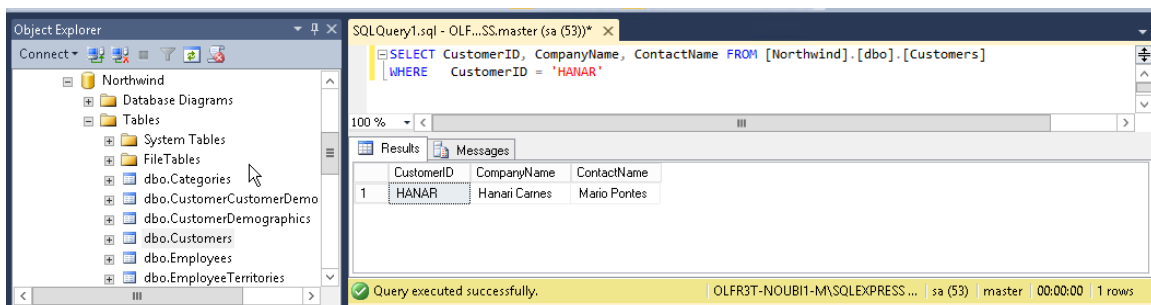 Object Explorer
Connect
Northwind
Database Diagrams
Tables
System Tables
FileTables
dbo.Categories
dbo.CustomerCustomerDemo
dbo.CustomerDemographics
dbo.Customers
dbo.Employees
dbo.EmployeeTerritories
SQLQuery1.sql - OLF...SS.master (sa (53))*
SELECT CustomerID, CompanyName, ContactName FROM [Northwind].[dbo].[Customers]
WHERE CustomerID = 'HANAR'
100 %
Results Messages
CustomerID CompanyName ContactName
1 HANAR Hanari Carnes Mario Pontes
Query executed successfully. OLFR3T-NOUBI1-M\SQLEXPRESS ... sa (53) master 00:00:00 1 rows